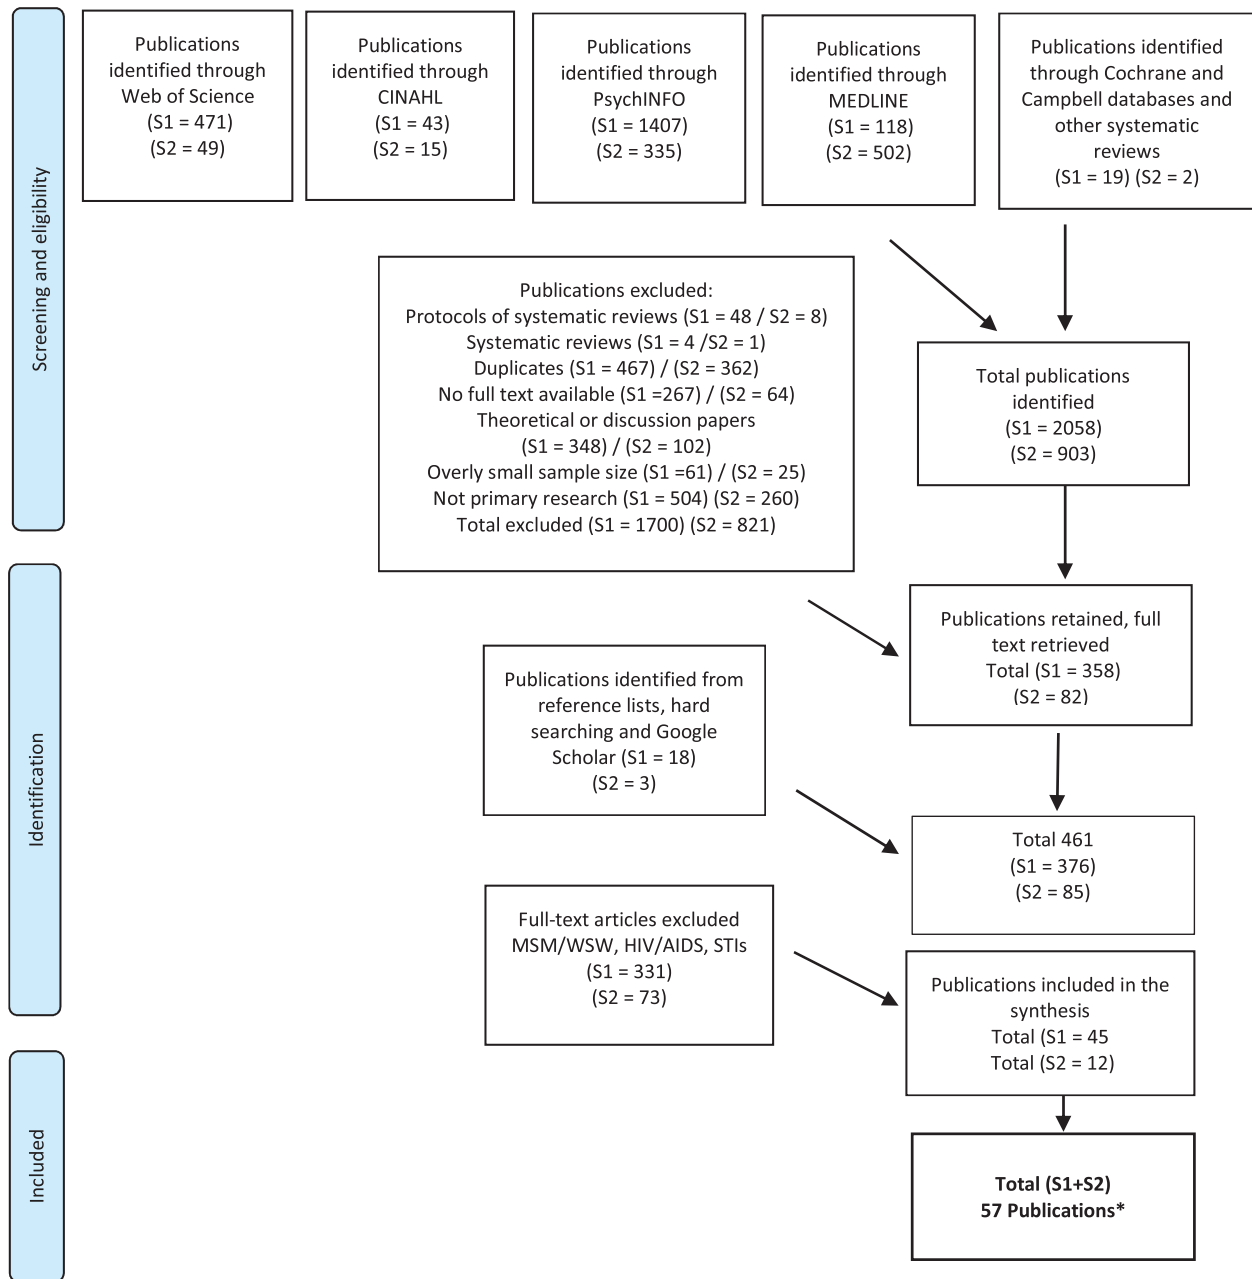 Screening and eligibility
Publications
identified through
Web of Science
(S1 = 471)
(S2 = 49)
Publications
identified through
CINAHL
(S1 = 43)
(S2 = 15)
Publications
identified through
PsychINFO
(S1 = 1407)
(S2 = 335)
Publications
identified through
MEDLINE
(S1 = 118)
(S2 = 502)
Publications identified
through Cochrane and
Campbell databases and
other systematic
reviews
(S1 = 19) (S2 = 2)
Publications excluded:
Protocols of systematic reviews (S1 = 48 / S2 = 8)
Systematic reviews (S1 = 4 /S2 = 1)
Duplicates (S1 = 467) / (S2 = 362)
No full text available (S1 =267) / (S2 = 64)
Theoretical or discussion papers
(S1 = 348) / (S2 = 102)
Overly small sample size (S1 =61) / (S2 = 25)
Not primary research (S1 = 504) (S2 = 260)
Total excluded (S1 = 1700) (S2 = 821)
Total publications
identified
(S1 = 2058)
(S2 = 903)
Identification
Publications retained, full
text retrieved
Total (S1 = 358)
(S2 = 82)
Publications identified from
reference lists, hard
searching and Google
Scholar (S1 = 18)
(S2 = 3)
Total 461
(S1 = 376)
(S2 = 85)
Full-text articles excluded
MSM/WSW, HIV/AIDS, STIs
(S1 = 331)
(S2 = 73)
Publications included in the
synthesis
Total (S1 = 45
Total (S2 = 12)
Included
Total (S1+S2)
57 Publications*